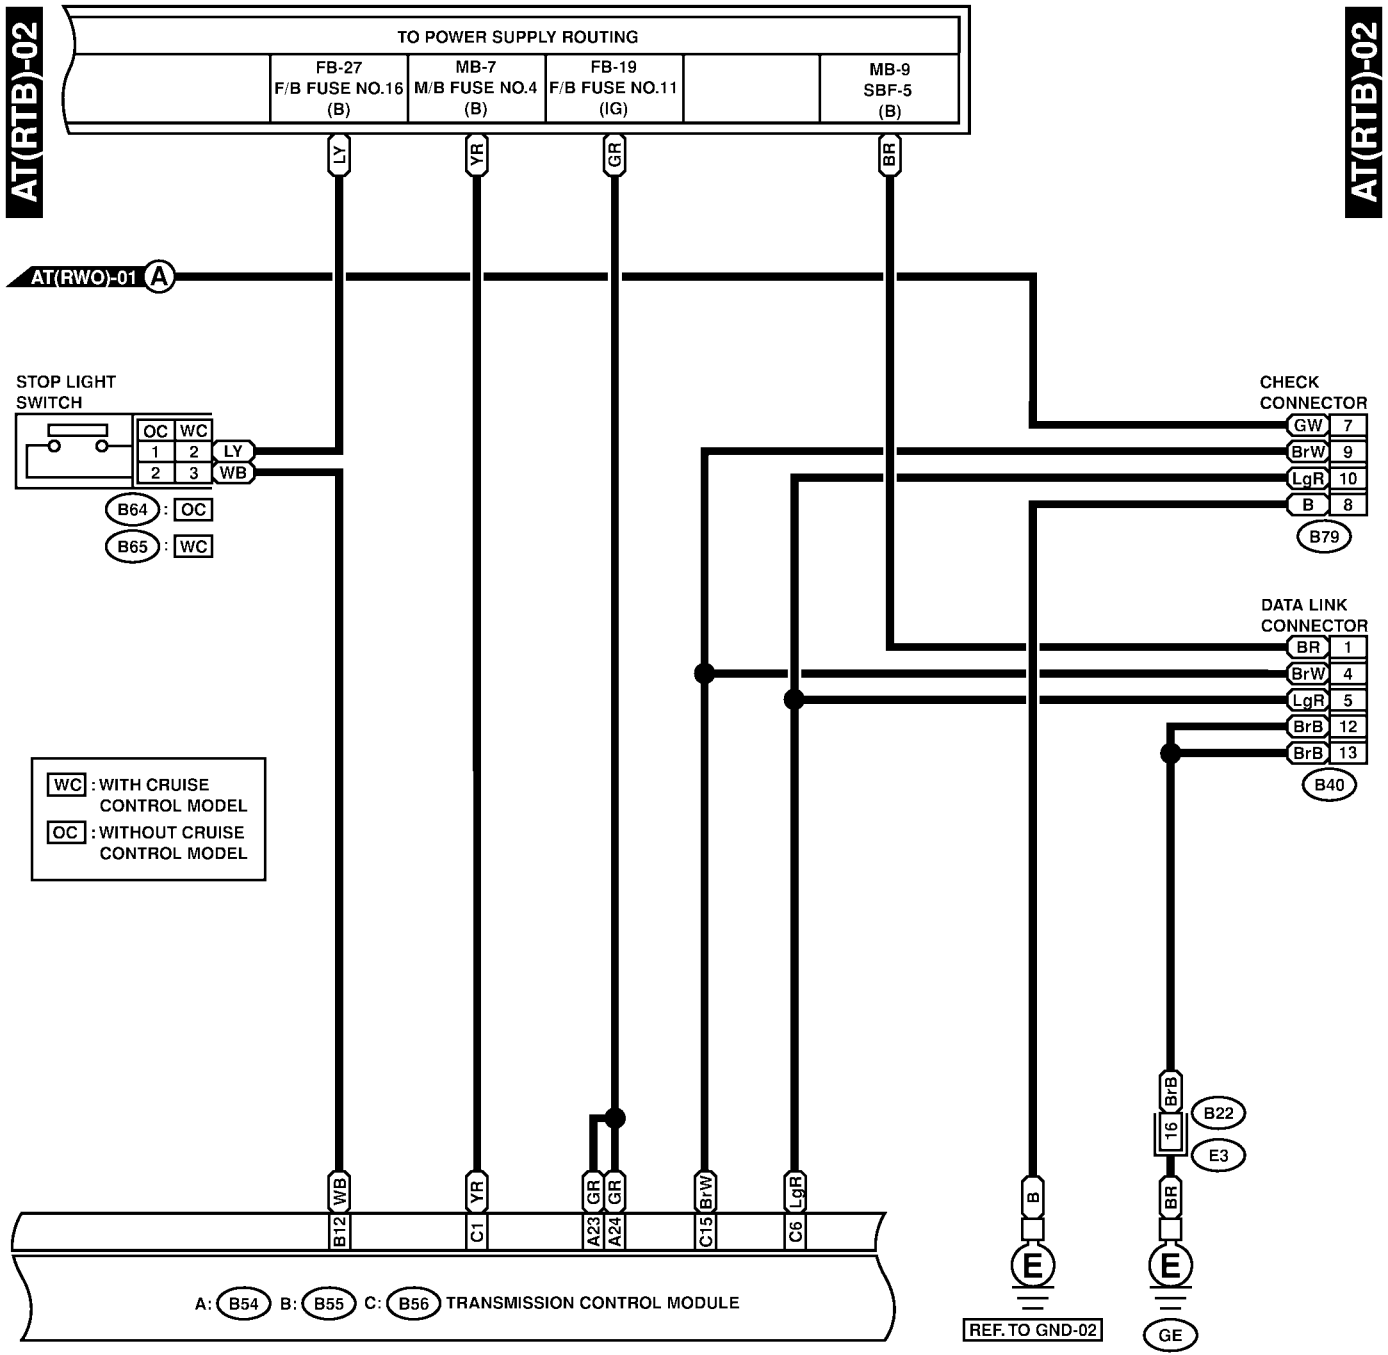 AT(RTB)-02
AT(RTB)-02
TO POWER SUPPLY ROUTING
FB-27
F/B FUSE NO.16
(B)
MB-7
M/B FUSE NO.4
(B)
FB-19
F/B FUSE NO.11
(IG)
MB-9
SBF-5
(B)
LY
YR
GR
BR
AT(RWO)-01 A
STOP LIGHT
SWITCH
OC WC
1 2 LY
2 3 WB
B64 : OC
B65 : WC
CHECK
CONNECTOR
GW 7
BrW 9
LgR 10
B 8
B79
DATA LINK
CONNECTOR
BR 1
BrW 4
LgR 5
BrB 12
BrB 13
B40
WC : WITH CRUISE
CONTROL MODEL
OC : WITHOUT CRUISE
CONTROL MODEL
BrB
16
B22
E3
BR
E
GE
B
E
REF. TO GND-02
WB
B12
YR
C1
GR
A23
GR
A24
BrW
C15
LgR
C6
A: B54 B: B55 C: B56 TRANSMISSION CONTROL MODULE